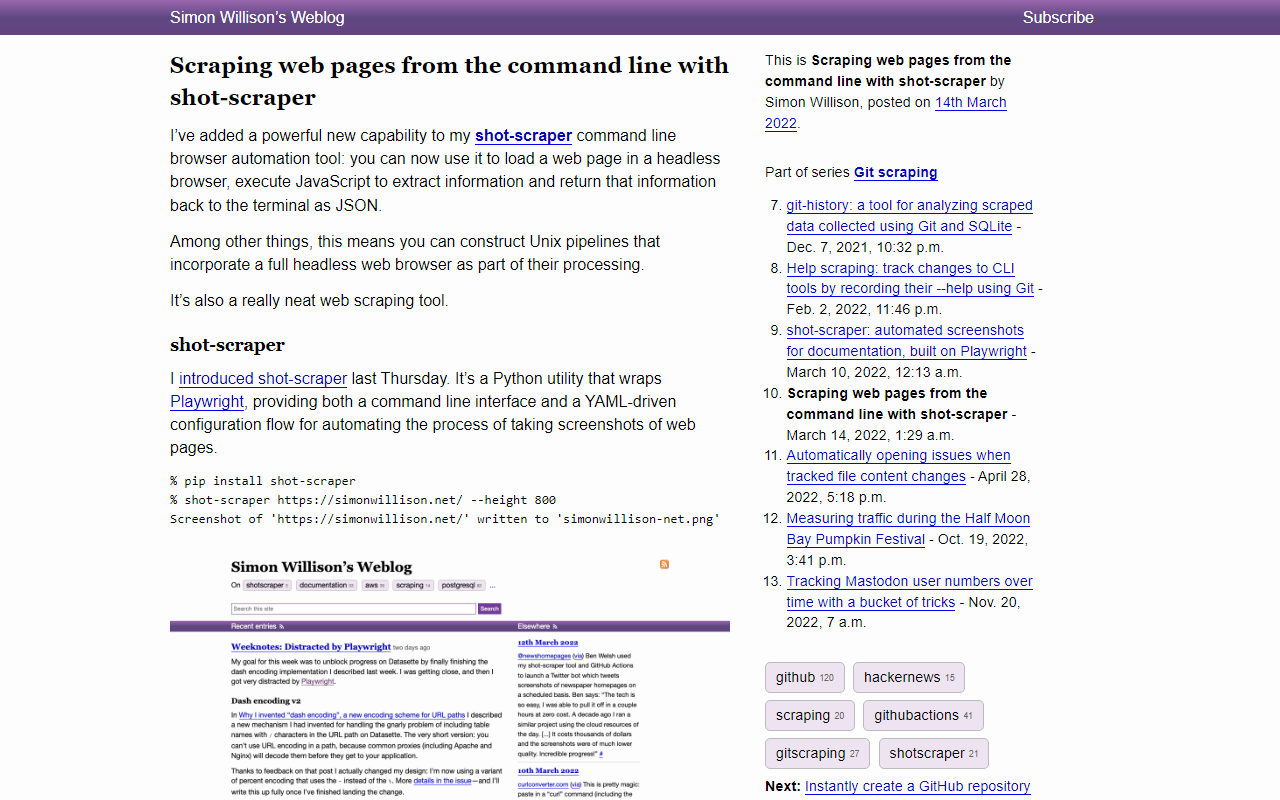 Simon Willison’s Weblog
Subscribe
Scraping web pages from the command line with
shot-scraper
I’ve added a powerful new capability to my shot-scraper command line
browser automation tool: you can now use it to load a web page in a headless
browser, execute JavaScript to extract information and return that information
back to the terminal as JSON.
Among other things, this means you can construct Unix pipelines that
incorporate a full headless web browser as part of their processing.
It’s also a really neat web scraping tool.
shot-scraper
I introduced shot-scraper last Thursday. It’s a Python utility that wraps
Playwright, providing both a command line interface and a YAML-driven
configuration flow for automating the process of taking screenshots of web
pages.
% pip install shot-scraper
% shot-scraper https://simonwillison.net/ --height 800
Screenshot of 'https://simonwillison.net/' written to 'simonwillison-net.png'
Simon Willison’s Weblog
On shotscraper 5 documentation aws scraping 14 postgresql ...
Search this site
Search
Recent entries
Weeknotes: Distracted by Playwright two days ago
My goal for this week was to unblock progress on Datasette by finally finishing the
dash encoding implementation I described last week. I was getting close, and then I
got very distracted by Playwright.
Dash encoding v2
In Why I invented “dash encoding”, a new encoding scheme for URL paths I described
a new mechanism I had invented for handling the gnarly problem of including table
names with / characters in the URL path on Datasette. The very short version: you
can’t use URL encoding in a path, because common proxies (including Apache and
Nginx) will decode them before they get to your application.
Thanks to feedback on that post I actually changed my design: I’m now using a variant
of percent encoding that uses the - instead of the %. More details in the issue—and I’ll
write this up fully once I’ve finished landing the change.
Elsewhere
12th March 2022
@newshomepages (via) Ben Welsh used
my shot-scraper tool and GitHub Actions
to launch a Twitter bot which tweets
screenshots of newspaper homepages on
a scheduled basis. Ben says: "The tech is
so easy, I was able to pull it off in a couple
hours at zero cost. A decade ago I ran a
similar project using the cloud resources of
the day. [...] It costs thousands of dollars
and the screenshots were of much lower
quality. Incredible progress!" #
10th March 2022
curlconverter.com (via) This is pretty magic:
paste in a "curl" command (including the
This is Scraping web pages from the
command line with shot-scraper by
Simon Willison, posted on 14th March
2022.
Part of series Git scraping
7. git-history: a tool for analyzing scraped
data collected using Git and SQLite -
Dec. 7, 2021, 10:32 p.m.
8. Help scraping: track changes to CLI
tools by recording their --help using Git -
Feb. 2, 2022, 11:46 p.m.
9. shot-scraper: automated screenshots
for documentation, built on Playwright -
March 10, 2022, 12:13 a.m.
10. Scraping web pages from the
command line with shot-scraper -
March 14, 2022, 1:29 a.m.
11. Automatically opening issues when
tracked file content changes - April 28,
2022, 5:18 p.m.
12. Measuring traffic during the Half Moon
Bay Pumpkin Festival - Oct. 19, 2022,
3:41 p.m.
13. Tracking Mastodon user numbers over
time with a bucket of tricks - Nov. 20,
2022, 7 a.m.
github 120 hackernews 15
scraping 20 githubactions 41
gitscraping 27 shotscraper 21
Next: Instantly create a GitHub repository